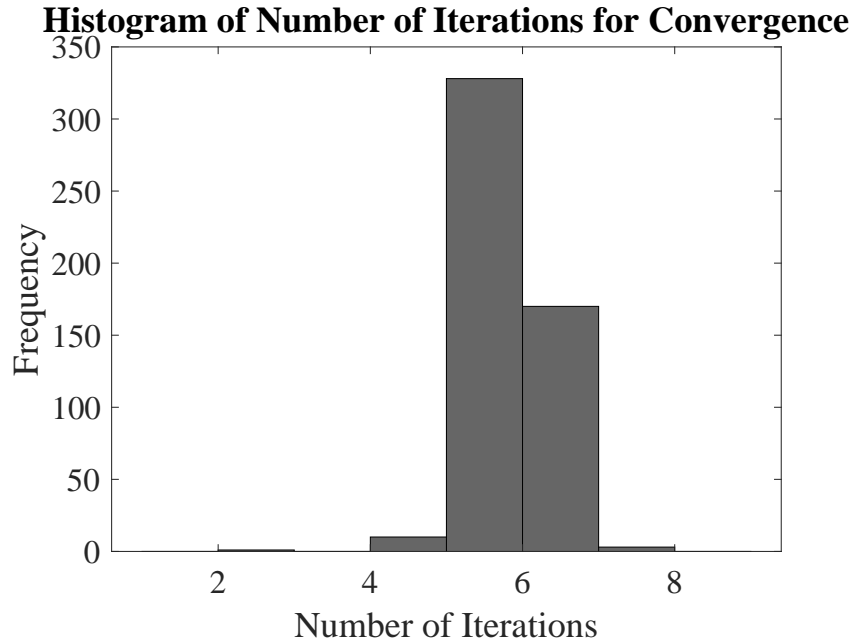 Histogram of Number of Iterations for Convergence
350
300
250
200
150
100
50
0
Frequency
2 4 6 8
Number of Iterations